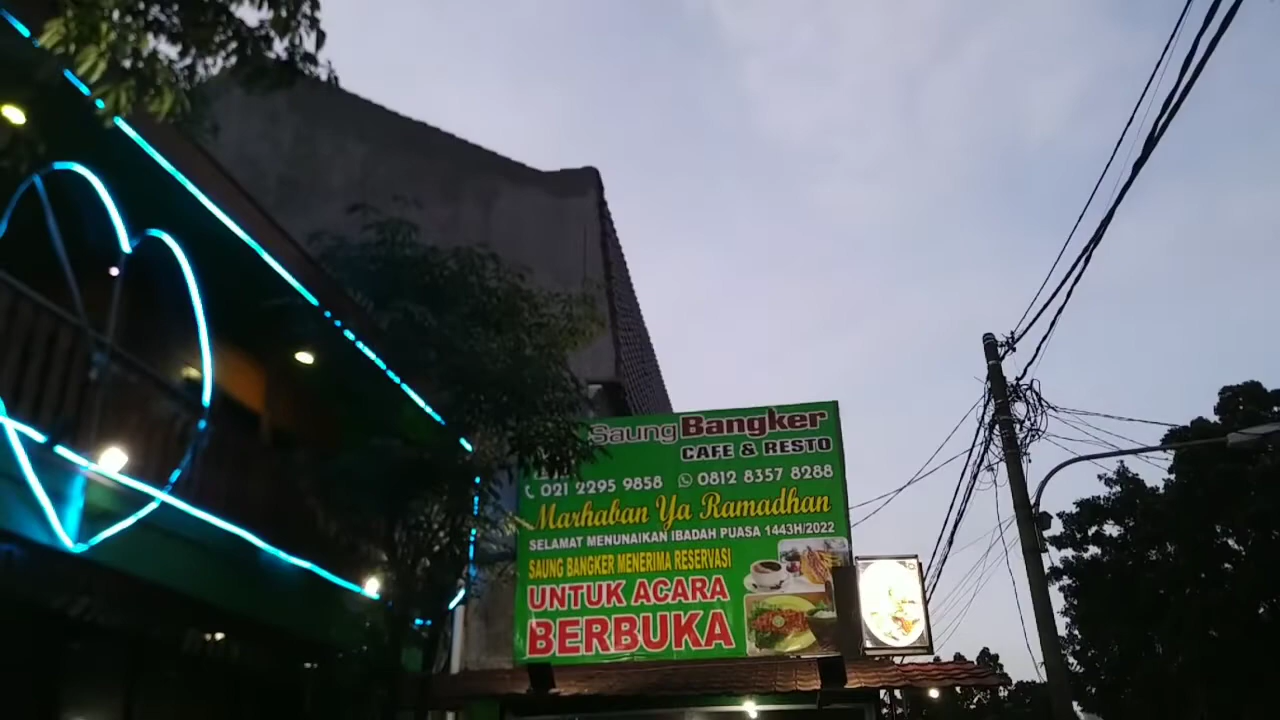 Saung Bangker
CAFE & RESTO
021 2295 9858 0812 8357 8288
Marhaban Ya Ramadhan
SELAMAT MENUNAIKAN IBADAH PUASA 1443H/2022
SAUNG BANGKER MENERIMA RESERVASI
UNTUK ACARA
BERBUKA